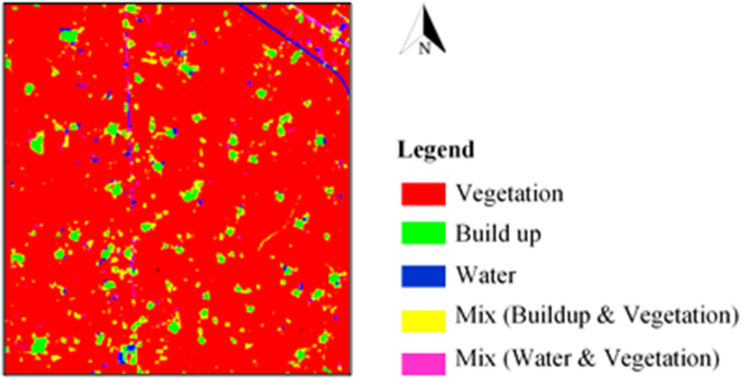 N
Legend
Vegetation
Build up
Water
Mix (Buildup & Vegetation)
Mix (Water & Vegetation)